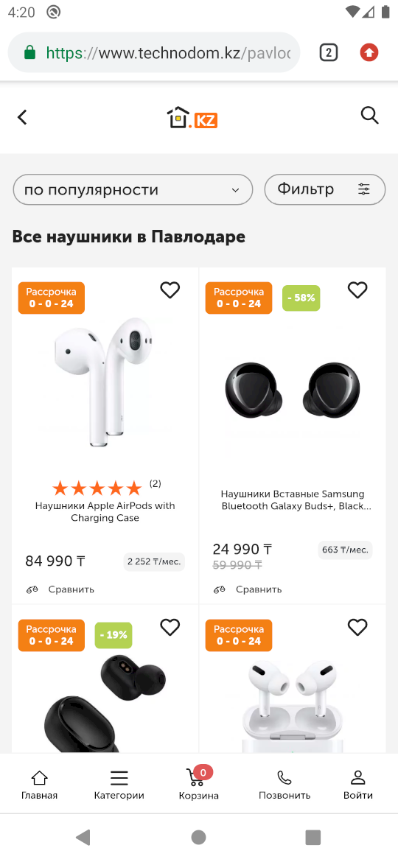 4:20
https://www.technodom.kz/pavloc
2
.KZ
по популярности
Фильтр
Все наушники в Павлодаре
Рассрочка
0 - 0 - 24
Рассрочка
0 - 0 - 24
- 58%
(2)
Наушники Apple AirPods with
Charging Case
Наушники Вставные Samsung
Bluetooth Galaxy Buds+, Black...
84 990 ₸
2 252 ₸/мес.
24 990 ₸
663 ₸/мес.
59 990 ₸
Сравнить
Сравнить
Рассрочка
0 - 0 - 24
- 19%
Рассрочка
0 - 0 - 24
0
Главная
Категории
Корзина
Позвонить
Войти